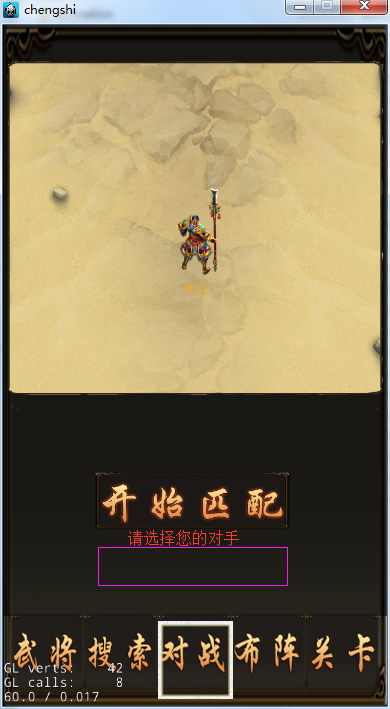 chengshi
开始匹配
请选择您的对手
武将 搜索 对战 布阵 关卡
GL verts: 42
GL calls: 8
60.0 / 0.017